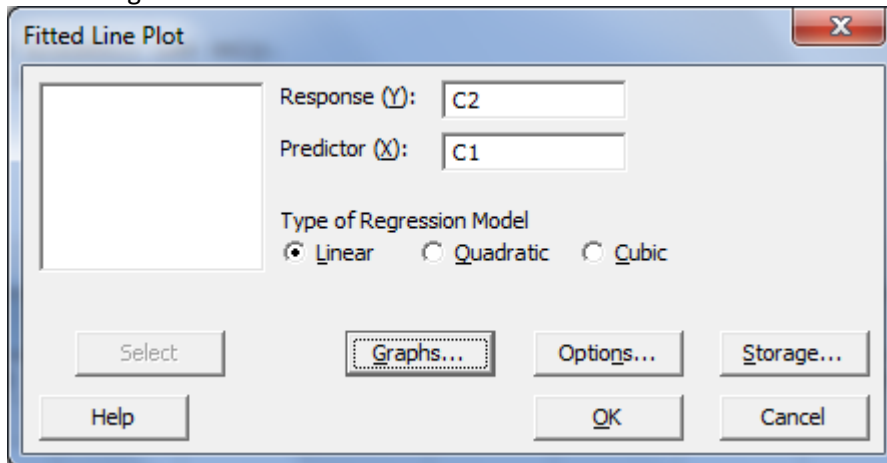 Fitted Line Plot
Response (Y): C2
Predictor (X): C1
Type of Regression Model
Linear Quadratic Cubic
Select Graphs... Options... Storage...
Help OK Cancel